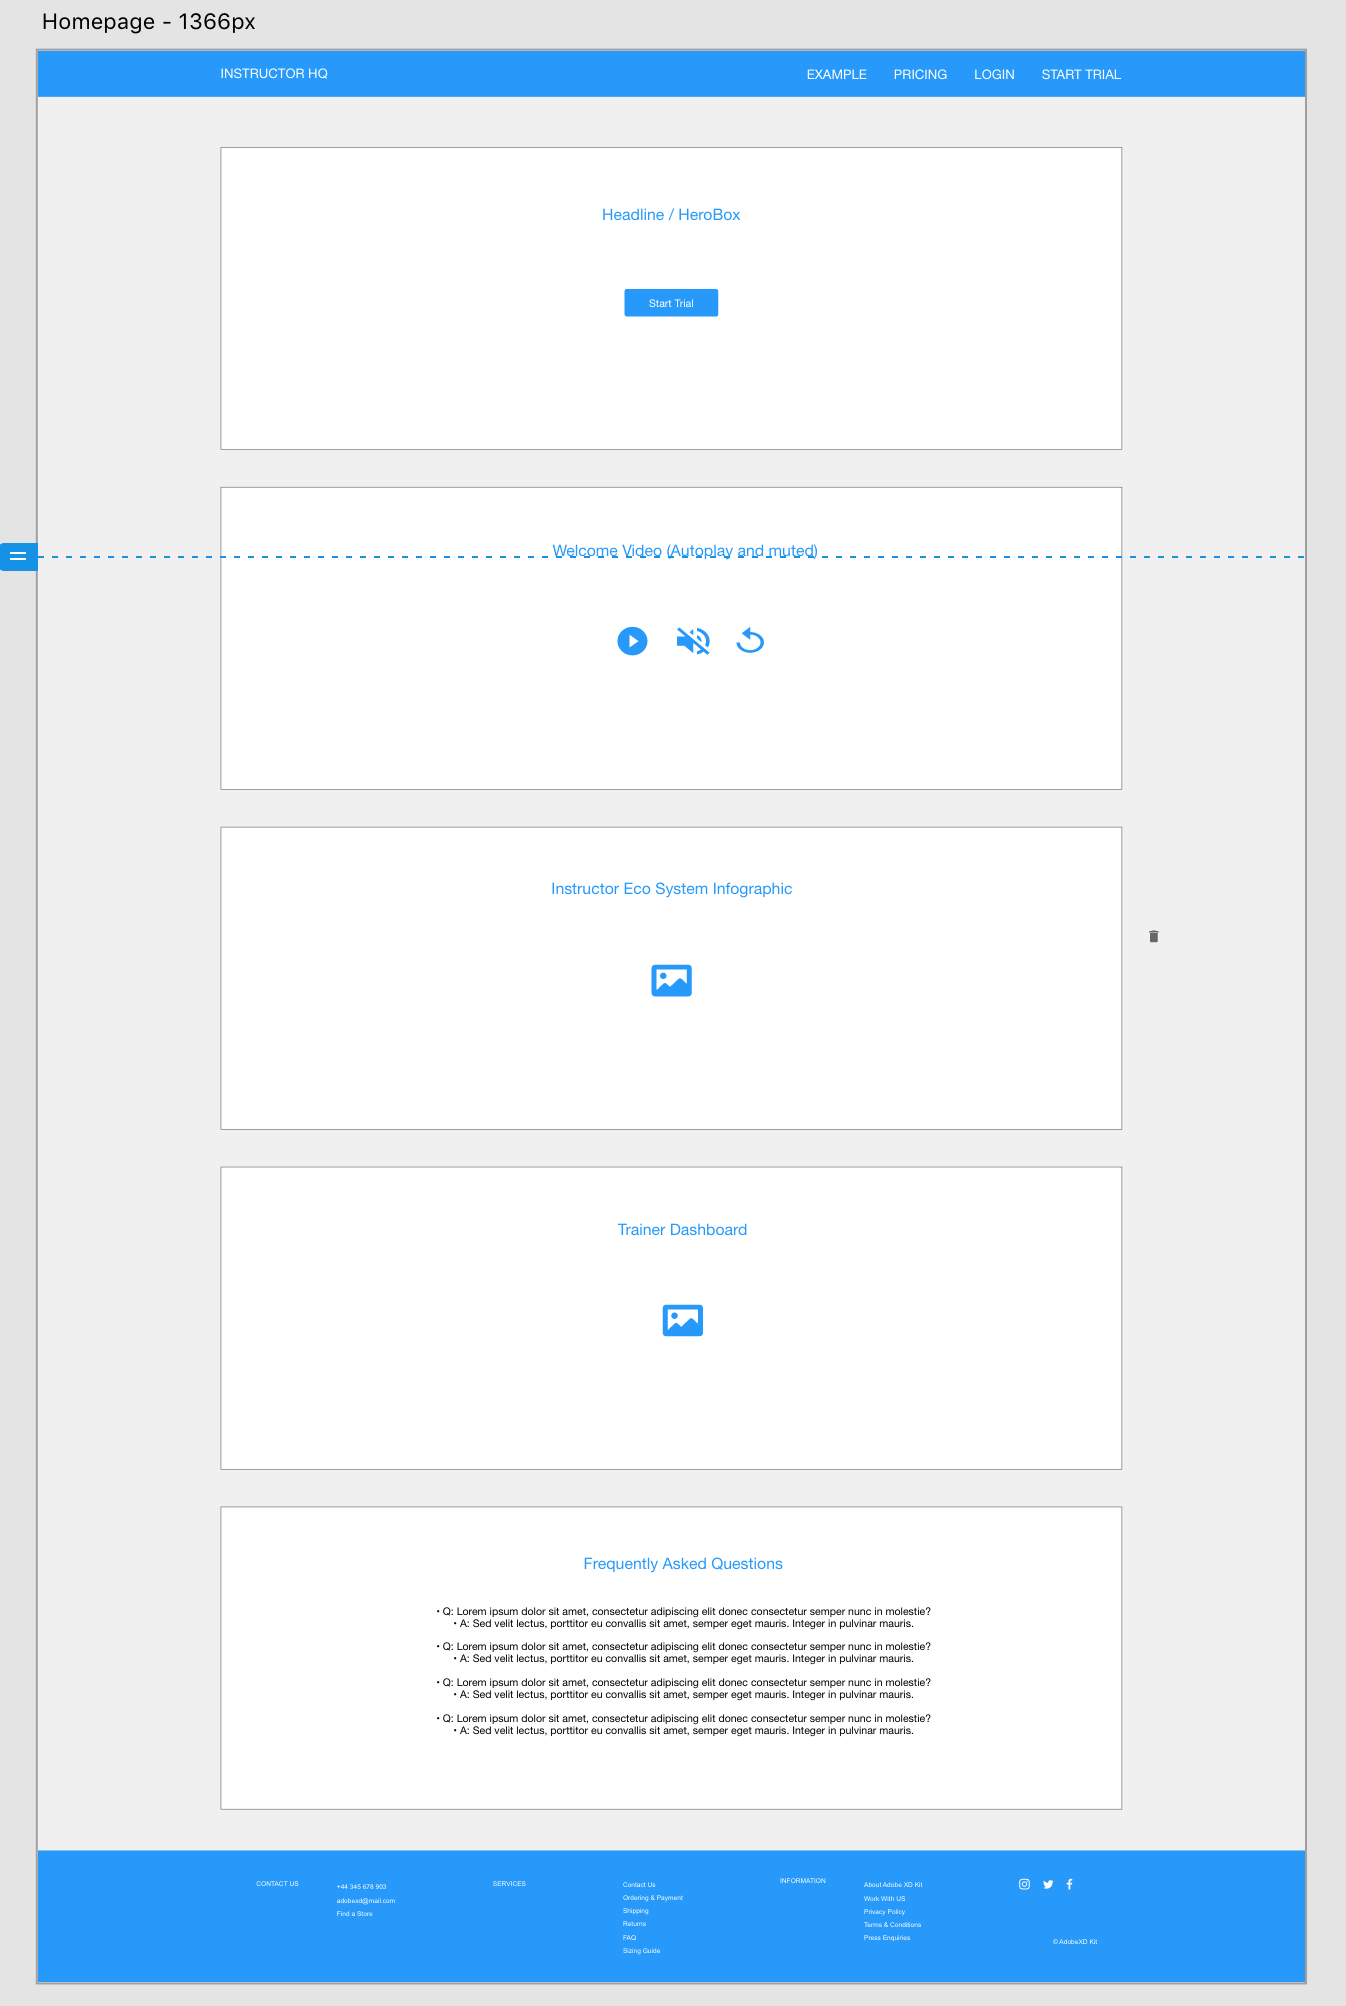 Homepage - 1366px
INSTRUCTOR HQ
EXAMPLE PRICING LOGIN START TRIAL
Headline / HeroBox
Start Trial
Welcome Video (Autoplay and muted)
Instructor Eco System Infographic
Trainer Dashboard
Frequently Asked Questions
• Q: Lorem ipsum dolor sit amet, consectetur adipiscing elit donec consectetur semper nunc in molestie?
• A: Sed velit lectus, porttitor eu convallis sit amet, semper eget mauris. Integer in pulvinar mauris.
• Q: Lorem ipsum dolor sit amet, consectetur adipiscing elit donec consectetur semper nunc in molestie?
• A: Sed velit lectus, porttitor eu convallis sit amet, semper eget mauris. Integer in pulvinar mauris.
• Q: Lorem ipsum dolor sit amet, consectetur adipiscing elit donec consectetur semper nunc in molestie?
• A: Sed velit lectus, porttitor eu convallis sit amet, semper eget mauris. Integer in pulvinar mauris.
• Q: Lorem ipsum dolor sit amet, consectetur adipiscing elit donec consectetur semper nunc in molestie?
• A: Sed velit lectus, porttitor eu convallis sit amet, semper eget mauris. Integer in pulvinar mauris.
CONTACT US
+44 345 678 903
adobexd@mail.com
Find a Store
SERVICES
Contact Us
Ordering & Payment
Shipping
Returns
FAQ
Sizing Guide
INFORMATION
About Adobe XD Kit
Work With US
Privacy Policy
Terms & Conditions
Press Enquiries
© AdobeXD Kit